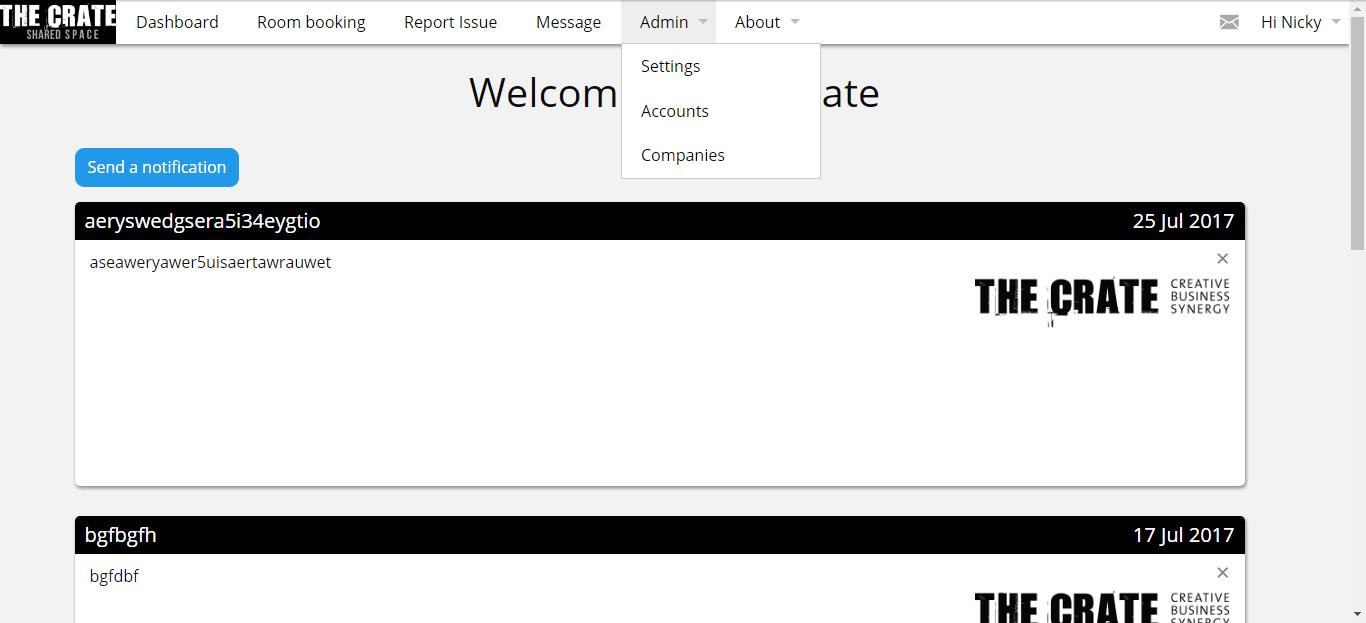 THE CRATE
SHARED SPACE
Dashboard Room booking Report Issue Message Admin About Hi Nicky
Settings
Accounts
Companies
Welcom ate
Send a notification
aeryswedgsera5i34eygtio 25 Jul 2017
aseaweryawer5uisaertawrauwet
THE CRATE
CREATIVE
BUSINESS
SYNERGY
bgfbgfh 17 Jul 2017
bgfdbf
THE CRATE
CREATIVE
BUSINESS
SYNERGY